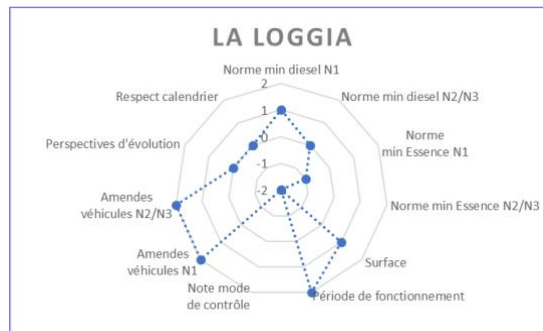 LA LOGGIA
Norme min diesel N1
Respect calendrier
Norme min diesel N2/N3
Perspectives d'évolution
Norme
min Essence N1
Amendes
véhicules N2/N3
Norme min Essence N2/N3
Amendes
véhicules N1
Surface
Note mode
de contrôle
Période de fonctionnement
2
1
0
-1
-2